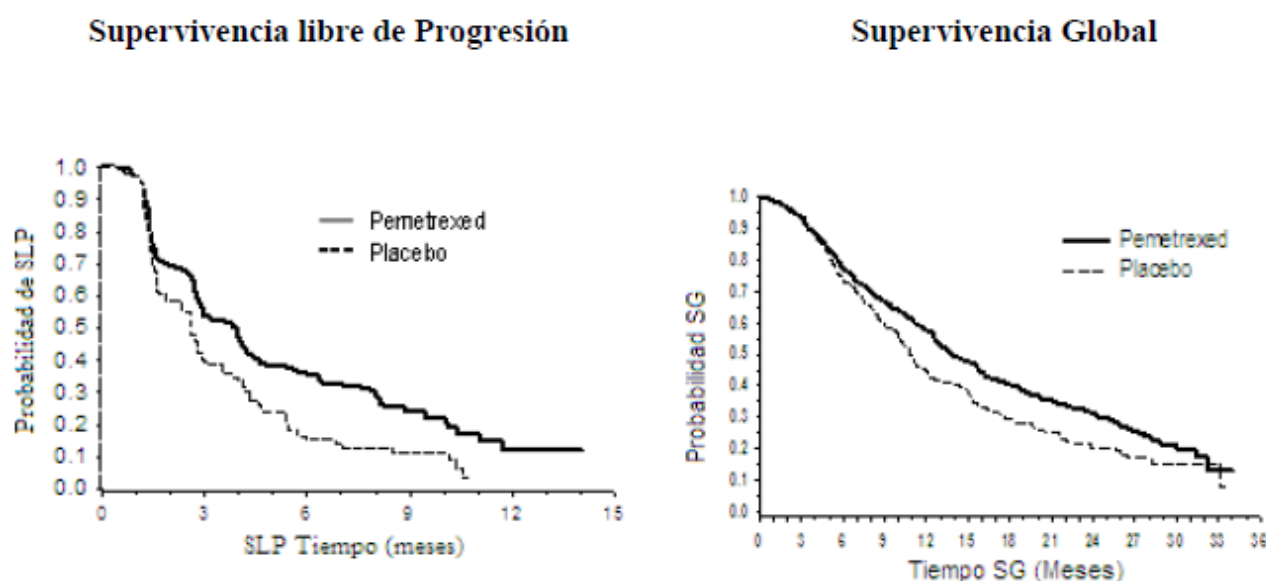 Supervivencia libre de Progresión
Supervivencia Global
Probabilidad de SLP
1.0
0.9
0.8
0.7
0.6
0.5
0.4
0.3
0.2
0.1
0.0
Pemetrexed
Placebo
0 3 6 9 12 15
SLP Tiempo (meses)
Probabilidad SG
1.0
0.9
0.8
0.7
0.6
0.5
0.4
0.3
0.2
0.1
0.0
Pemetrexed
Placebo
0 3 6 9 12 15 18 21 24 27 30 33 36
Tiempo SG (Meses)